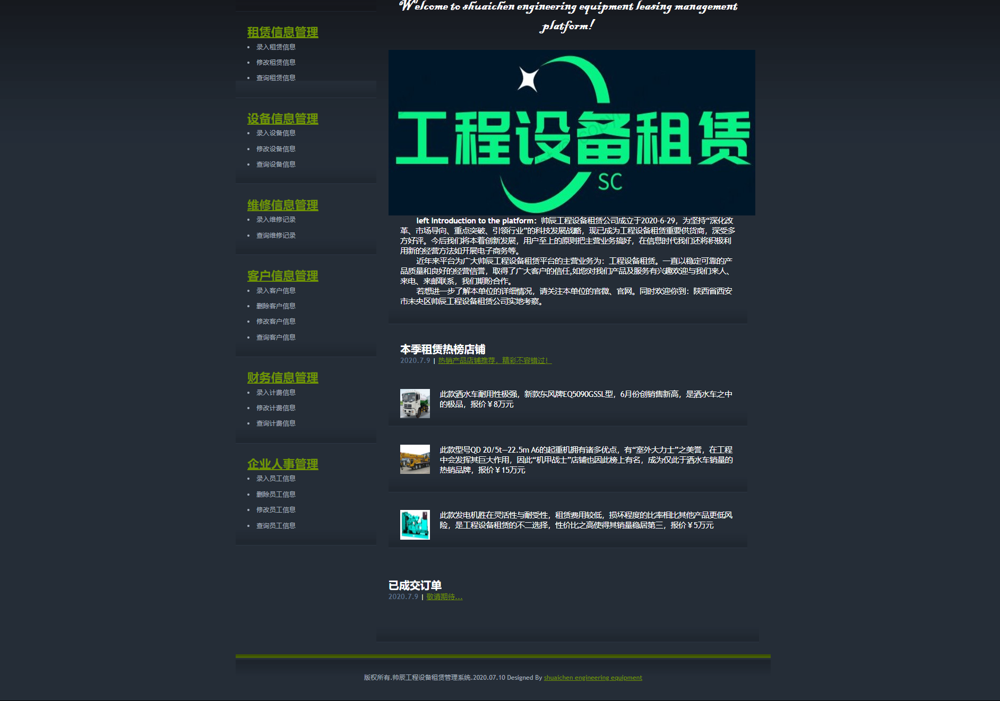 租赁信息管理
录入租赁信息
修改租赁信息
查询租赁信息
设备信息管理
录入设备信息
修改设备信息
查询设备信息
维修信息管理
录入维修记录
查询维修记录
客户信息管理
录入客户信息
删除客户信息
修改客户信息
查询客户信息
财务信息管理
录入计费信息
修改计费信息
查询计费信息
企业人事管理
录入员工信息
删除员工信息
修改员工信息
查询员工信息
Welcome to shuaichen engineering equipment leasing management
platform!
工程设备租赁
SC
left Introduction to the platform：帅辰工程设备租赁公司成立于2020-6-29，为坚持“深化改
革、市场导向、重点突破、引领行业”的科技发展战略，现已成为工程设备租赁重要供货商，深受多
方好评。今后我们将本着创新发展，用户至上的原则把主营业务搞好，在信息时代我们还将积极利
用新的经营方法如开展电子商务等。
近年来平台为广大帅辰工程设备租赁平台的主营业务为：工程设备租赁。一直以稳定可靠的产
品质量和良好的经营信誉，取得了广大客户的信任,如您对我们产品及服务有兴趣欢迎与我们来人、
来电、来邮联系，我们期盼合作。
若想进一步了解本单位的详细情况，请关注本单位的官微、官网。同时欢迎你到：陕西省西安
市未央区帅辰工程设备租赁公司实地考察。
本季租赁热榜店铺
2020.7.9 | 热销产品店铺推荐，精彩不容错过！
此款洒水车耐用性极强，新款东风牌EQ5090GSSL型，6月份创销售新高，是洒水车之中
的极品，报价￥8万元
此款型号QD 20/5t—22.5m A6的起重机拥有诸多优点，有“室外大力士”之美誉，在工程
中会发挥其巨大作用，因此“机甲战士”店铺也因此榜上有名，成为仅此于洒水车销量的
热销品牌，报价￥15万元
此款发电机胜在灵活性与耐受性，租赁费用较低，损坏程度的比率相比其他产品更低风
险，是工程设备租赁的不二选择，性价比之高使得其销量稳居第三，报价￥5万元
已成交订单
2020.7.9 | 敬请期待...
版权所有.帅辰工程设备租赁管理系统.2020.07.10 Designed By shuaichen engineering equipment